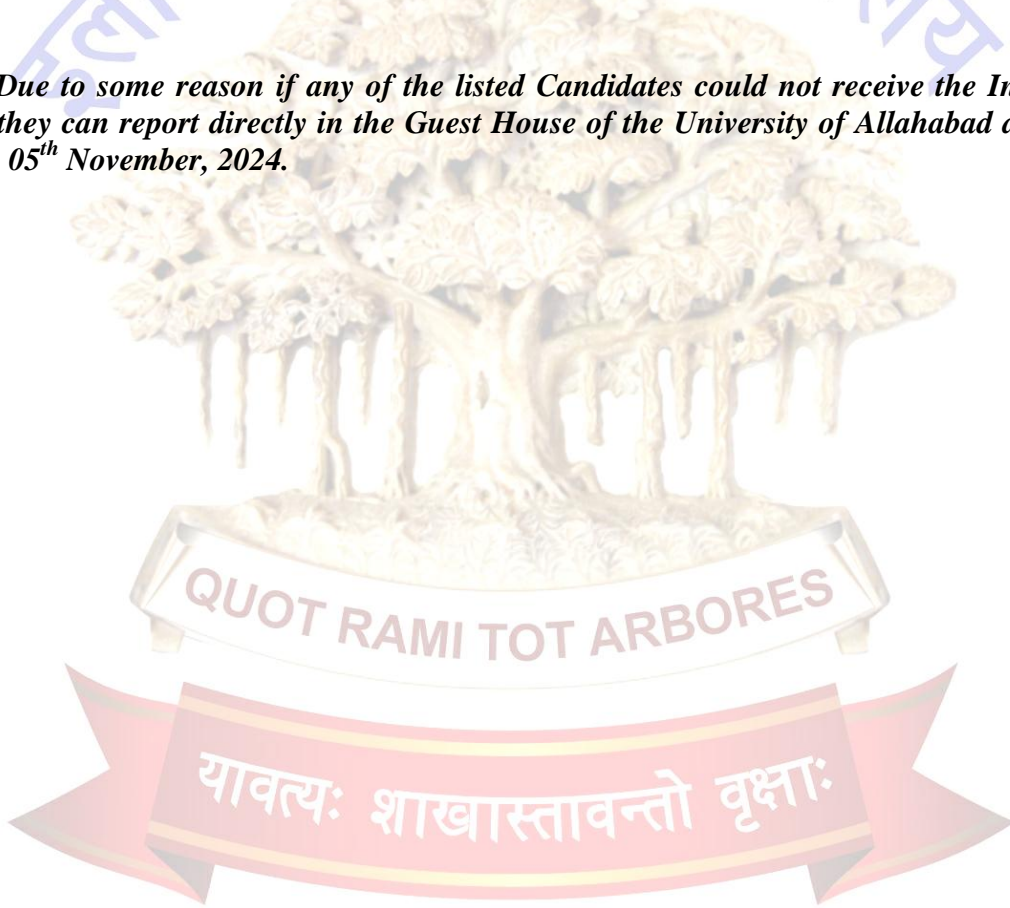 Due to some reason if any of the listed Candidates could not receive the In
they can report directly in the Guest House of the University of Allahabad a
05th November, 2024.
QUOT RAMI TOT ARBORES
यावत्यः शाखास्तावन्तो वृक्षाः